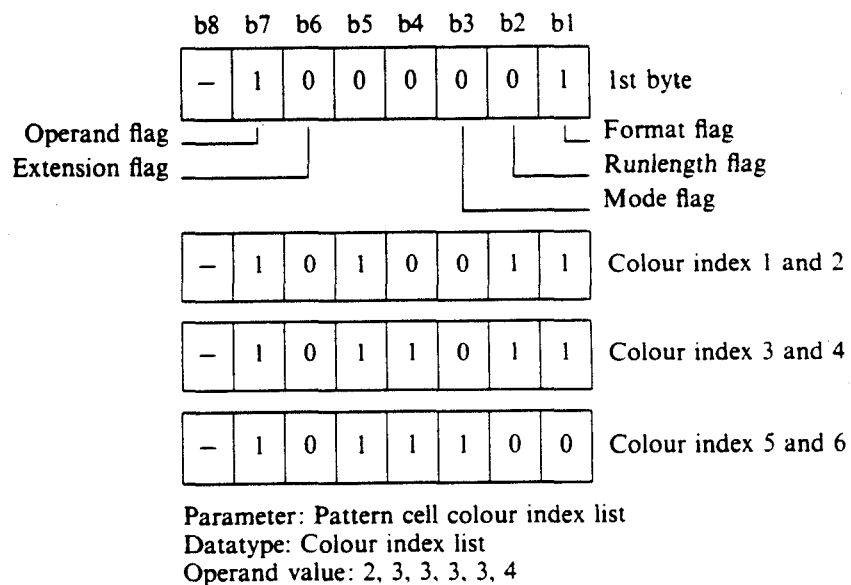 b8 b7 b6 b5 b4 b3 b2 b1
– 1 0 0 0 0 0 1 1st byte
Operand flag
Extension flag
Format flag
Runlength flag
Mode flag
– 1 0 1 0 0 1 1 Colour index 1 and 2
– 1 0 1 1 0 1 1 Colour index 3 and 4
– 1 0 1 1 1 0 0 Colour index 5 and 6
Parameter: Pattern cell colour index list
Datatype: Colour index list
Operand value: 2, 3, 3, 3, 3, 4